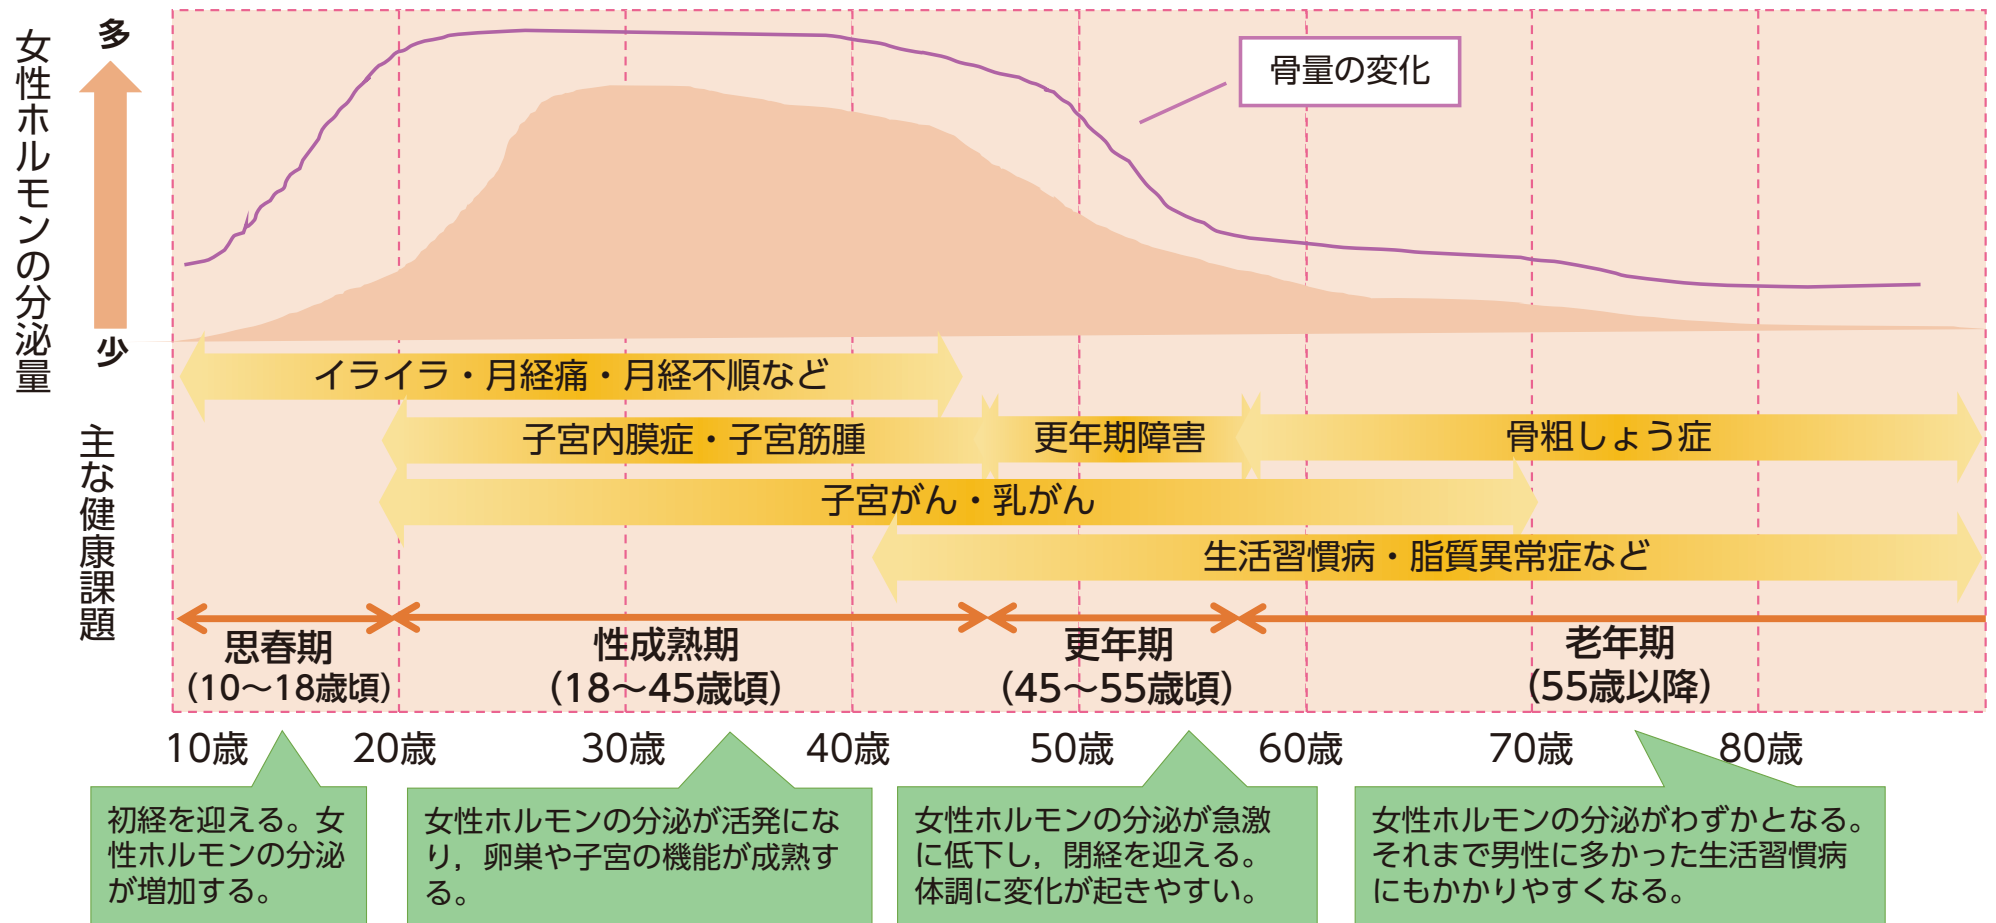 女性ホルモンの分泌量
多
少
骨量の変化
主な健康課題
イライラ・月経痛・月経不順など
子宮内膜症・子宮筋腫
更年期障害
骨粗しょう症
子宮がん・乳がん
生活習慣病・脂質異常症など
思春期
(10〜18歳頃)
性成熟期
(18〜45歳頃)
更年期
(45〜55歳頃)
老年期
(55歳以降)
10歳
20歳
30歳
40歳
50歳
60歳
70歳
80歳
初経を迎える。女
性ホルモンの分泌
が増加する。
女性ホルモンの分泌が活発にな
り，卵巣や子宮の機能が成熟す
る。
女性ホルモンの分泌が急激
に低下し，閉経を迎える。
体調に変化が起きやすい。
女性ホルモンの分泌がわずかとなる。
それまで男性に多かった生活習慣病
にもかかりやすくなる。